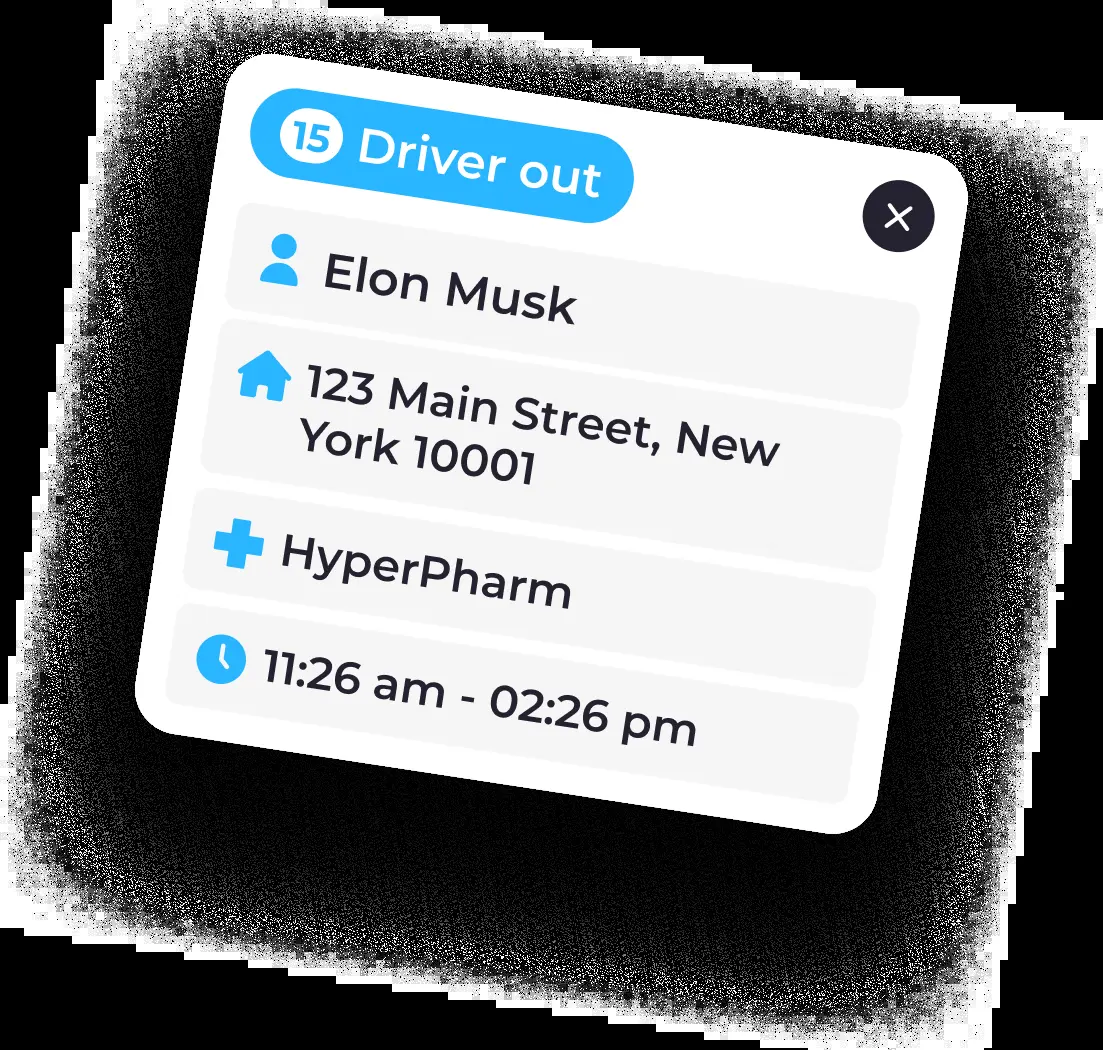 15 Driver out
Elon Musk
123 Main Street, New
York 10001
HyperPharm
11:26 am - 02:26 pm